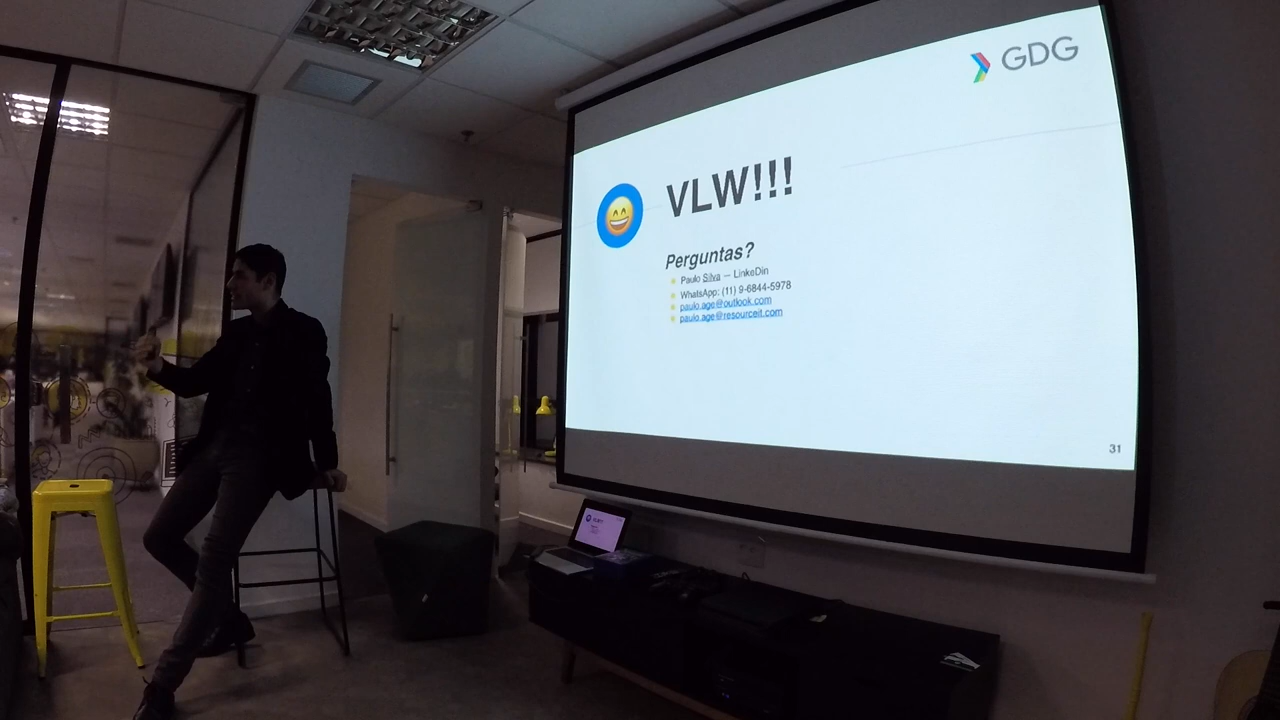 GDG
VLW!!!
Perguntas?
Paulo Silva – LinkeDin
WhatsApp: (11) 9-6844-5978
paulo.age@outlook.com
paulo.age@resourceit.com
31
VLW!!!